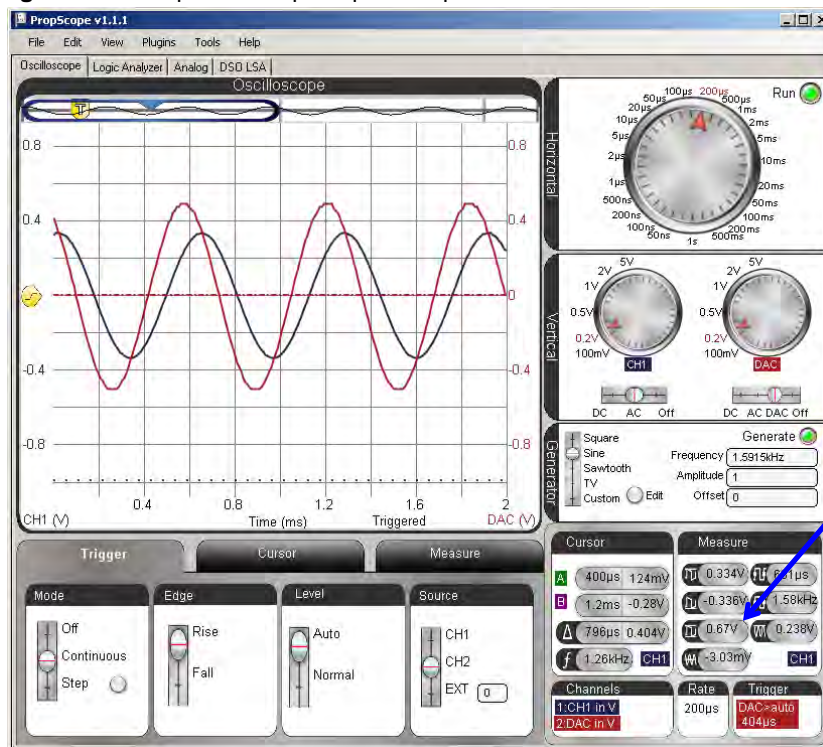 PropScope v1.1.1
File Edit View Plugins Tools Help
Oscilloscope Logic Analyzer Analog DSO LSA
Oscilloscope
T
0.8 0.8
0.4 0.4
0
-0.4 -0.4
-0.8 -0.8
0.4 0.8 1.2 1.6 2
CH1 (V) Time (ms) Triggered DAC (V)
Horizontal
Run
50ns 100ns 200ns 500ns 1µs 2µs 5µs 10µs 20µs 50µs 100µs 200µs 500µs 1ms 2ms 5ms 10ms 20ms 50ms 100ms 200ms 500ms 1s
Vertical
100mV 0.2V 0.5V 1V 2V 5V
CH1
DC AC Off
100mV 0.2V 0.5V 1V 2V 5V
DAC
DC AC DAC Off
Generator
Square
Sine
Sawtooth
TV
Custom Edit
Generate
Frequency 1.5915kHz
Amplitude 1
Offset 0
Trigger Cursor Measure
Mode
Off
Continuous
Step
Edge
Rise
Fall
Level
Auto
Normal
Source
CH1
CH2
EXT 0
Cursor
A 400µs 124mV
B 1.2ms -0.28V
Δ 796µs 0.404V
f 1.26kHz CH1
Measure
0.334V
-0.336V 1.58kHz
0.67V 0.238V
-3.03mV CH1
Channels
1:CH1 in V
2:DAC in V
Rate
200µs
Trigger
DAC>auto
404µs